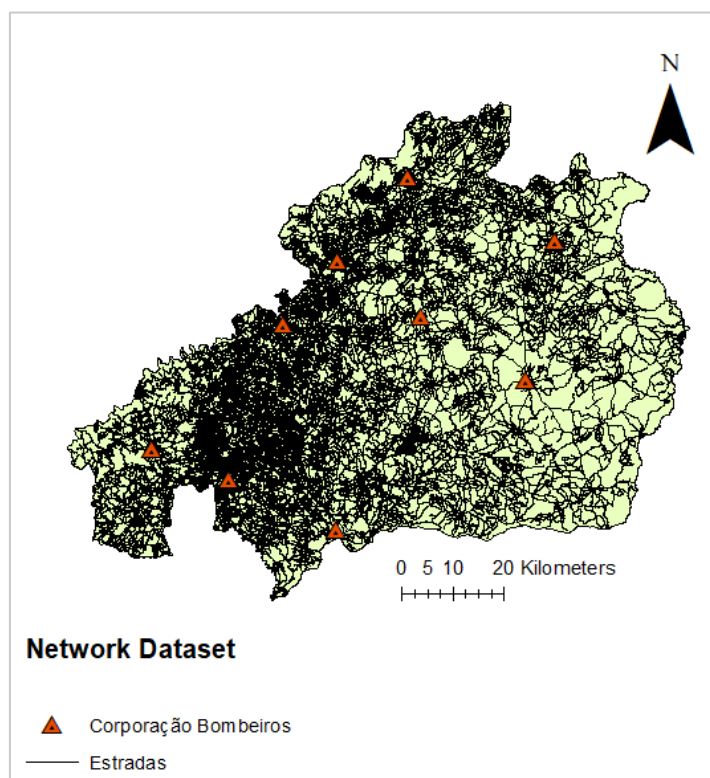 N
0 5 10 20 Kilometers
Network Dataset
Corporação Bombeiros
Estradas